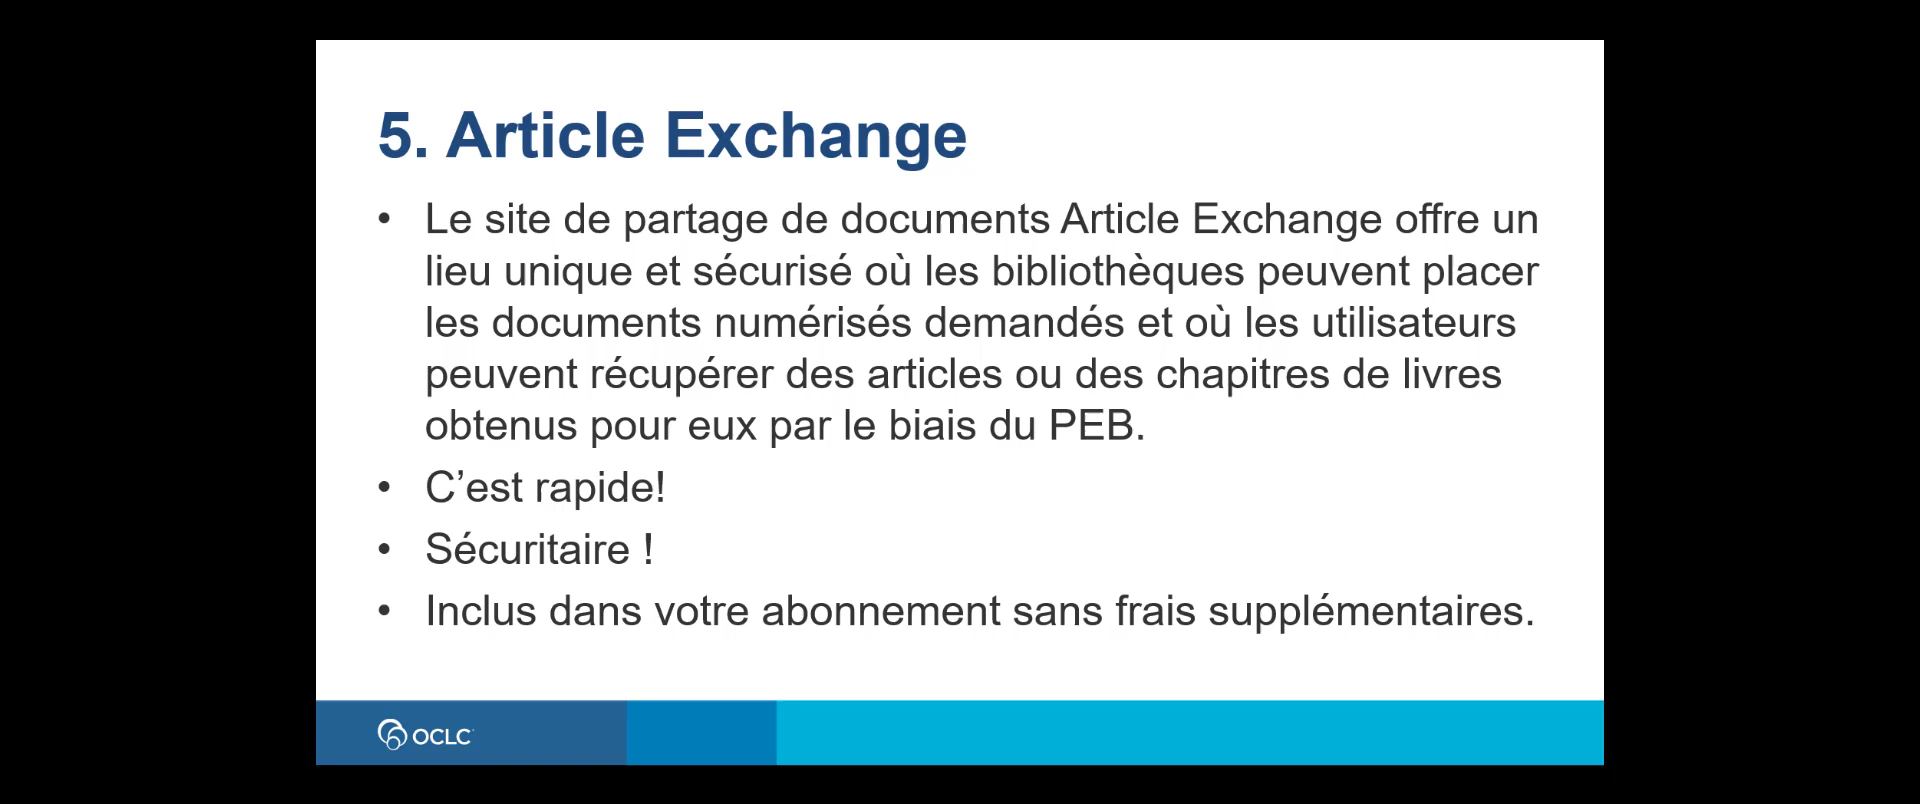 5. Article Exchange
• Le site de partage de documents Article Exchange offre un
lieu unique et sécurisé où les bibliothèques peuvent placer
les documents numérisés demandés et où les utilisateurs
peuvent récupérer des articles ou des chapitres de livres
obtenus pour eux par le biais du PEB.
• C’est rapide!
• Sécuritaire !
• Inclus dans votre abonnement sans frais supplémentaires.
OCLC